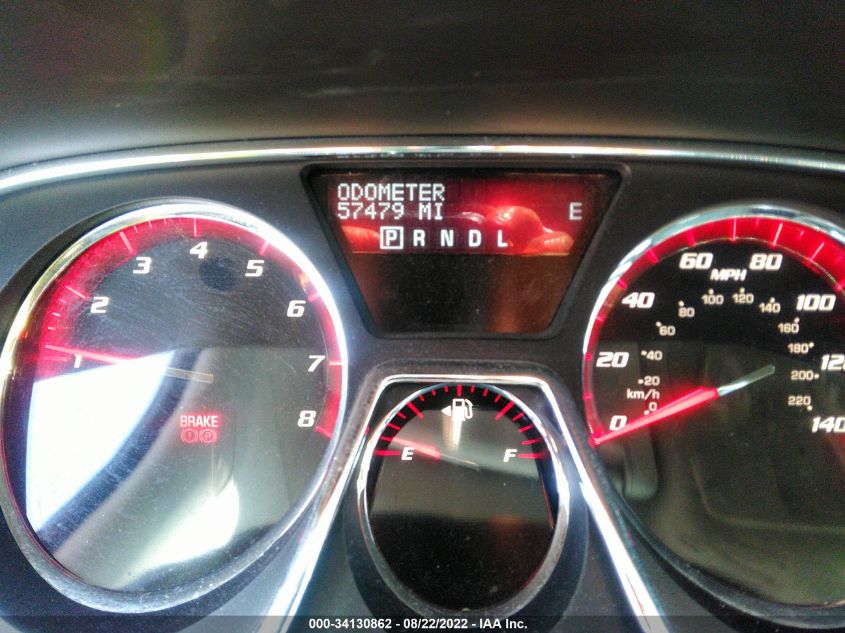 ODOMETER
57479 MI E
P R N D L
1 2 3 4 5 6 7 8
BRAKE
E F
0 20 40 60 80 100 120 140
MPH
km/h
0 20 40 60 80 100 120 140 160 180 200 220
000-34130862 - 08/22/2022 - IAA Inc.